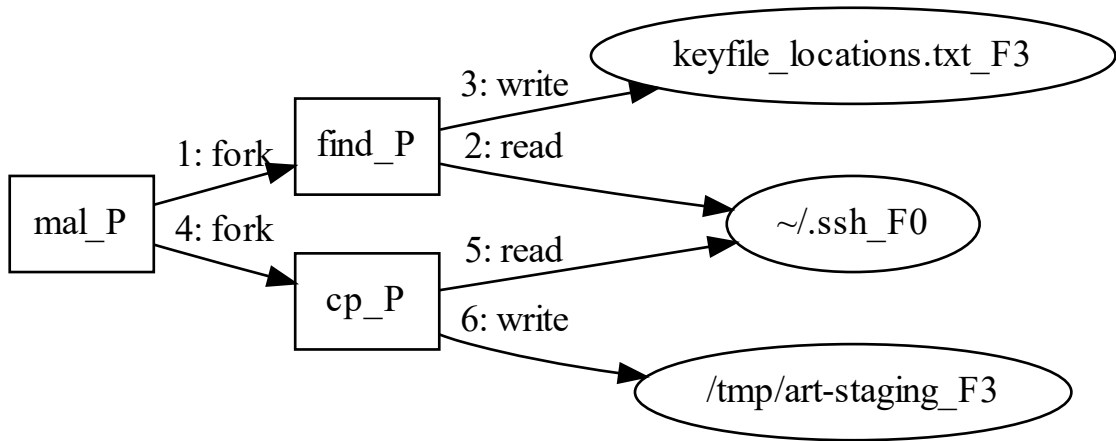 keyfile_locations.txt_F3
3: write
find_P
2: read
1: fork
mal_P
~/.ssh_F0
4: fork
5: read
cp_P
6: write
/tmp/art-staging_F3